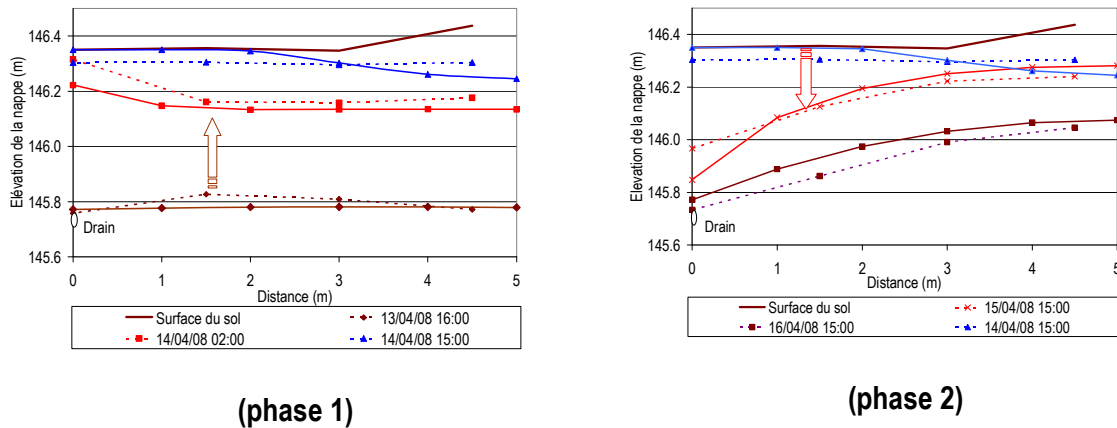 146.4
146.2
146.0
145.8
145.6
Elévation de la nappe (m)
Drain
0 1 2 3 4 5
Distance (m)
Surface du sol 13/04/08 16:00
14/04/08 02:00 14/04/08 15:00
(phase 1)
146.4
146.2
146.0
145.8
145.6
Elevation de la nappe (m)
Drain
0 1 2 3 4 5
Distance (m)
Surface du sol 15/04/08 15:00
16/04/08 15:00 14/04/08 15:00
(phase 2)